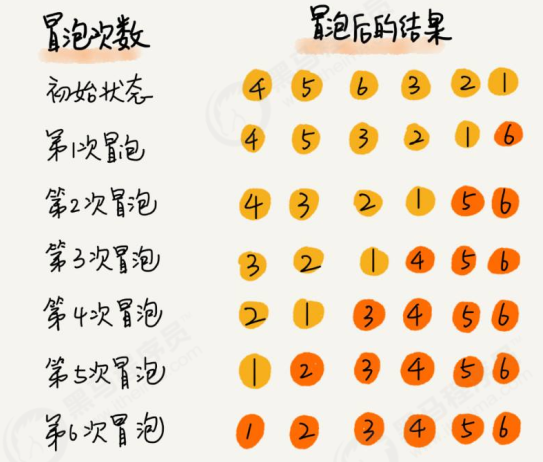 冒泡次数 冒泡后的结果
初始状态 4 5 6 3 2 1
第1次冒泡 4 5 3 2 1 6
第2次冒泡 4 3 2 1 5 6
第3次冒泡 3 2 1 4 5 6
第4次冒泡 2 1 3 4 5 6
第5次冒泡 1 2 3 4 5 6
第6次冒泡 1 2 3 4 5 6